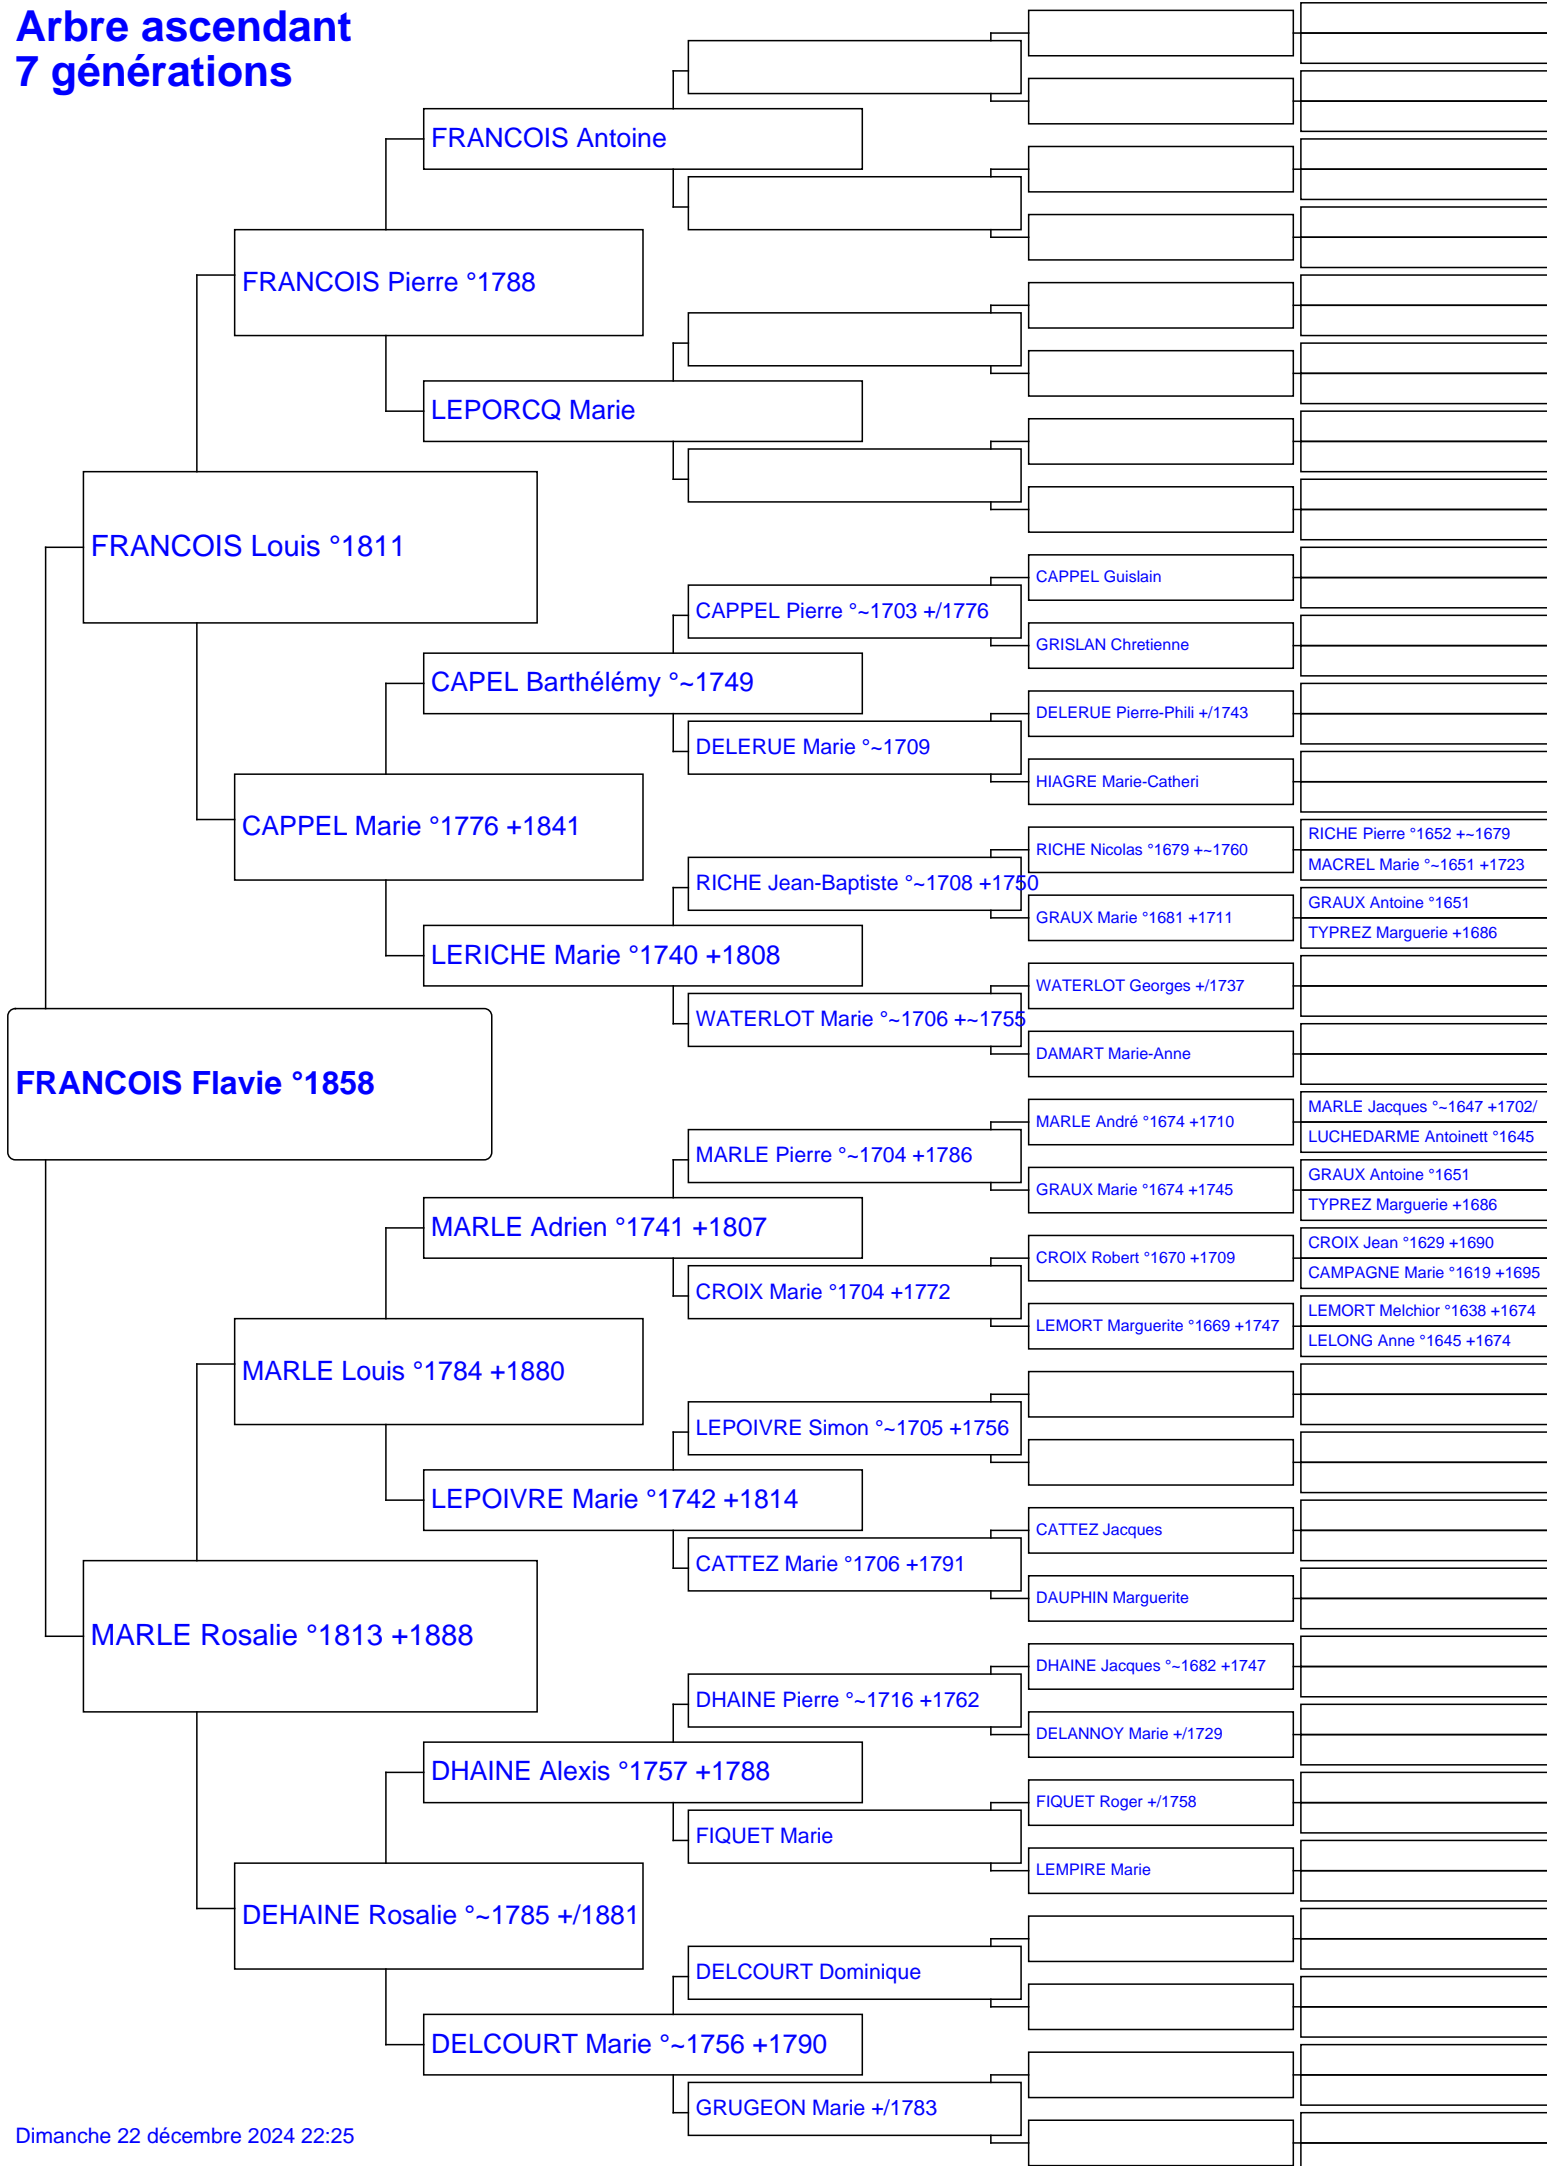 Arbre ascendant
7 générations
FRANCOIS Antoine
FRANCOIS Pierre °1788
LEPORCQ Marie
FRANCOIS Louis °1811
CAPPEL Guislain
CAPPEL Pierre °~1703 +/1776
GRISLAN Chretienne
CAPEL Barthélémy °~1749
DELERUE Pierre-Phili +/1743
DELERUE Marie °~1709
HIAGRE Marie-Catheri
CAPPEL Marie °1776 +1841
RICHE Pierre °1652 +~1679
RICHE Nicolas °1679 +~1760
MACREL Marie °~1651 +1723
RICHE Jean-Baptiste °~1708 +1750
GRAUX Antoine °1651
GRAUX Marie °1681 +1711
TYPREZ Marguerie +1686
LERICHE Marie °1740 +1808
WATERLOT Georges +/1737
WATERLOT Marie °~1706 +~1755
DAMART Marie-Anne
FRANCOIS Flavie °1858
MARLE Jacques °~1647 +1702/
MARLE André °1674 +1710
LUCHEDARME Antoinett °1645
MARLE Pierre °~1704 +1786
GRAUX Antoine °1651
GRAUX Marie °1674 +1745
TYPREZ Marguerie +1686
MARLE Adrien °1741 +1807
CROIX Jean °1629 +1690
CROIX Robert °1670 +1709
CAMPAGNE Marie °1619 +1695
CROIX Marie °1704 +1772
LEMORT Melchior °1638 +1674
LEMORT Marguerite °1669 +1747
LELONG Anne °1645 +1674
MARLE Louis °1784 +1880
LEPOIVRE Simon °~1705 +1756
LEPOIVRE Marie °1742 +1814
CATTEZ Jacques
CATTEZ Marie °1706 +1791
DAUPHIN Marguerite
MARLE Rosalie °1813 +1888
DHAINE Jacques °~1682 +1747
DHAINE Pierre °~1716 +1762
DELANNOY Marie +/1729
DHAINE Alexis °1757 +1788
FIQUET Roger +/1758
FIQUET Marie
LEMPIRE Marie
DEHAINE Rosalie °~1785 +/1881
DELCOURT Dominique
DELCOURT Marie °~1756 +1790
GRUGEON Marie +/1783
Dimanche 22 décembre 2024 22:25